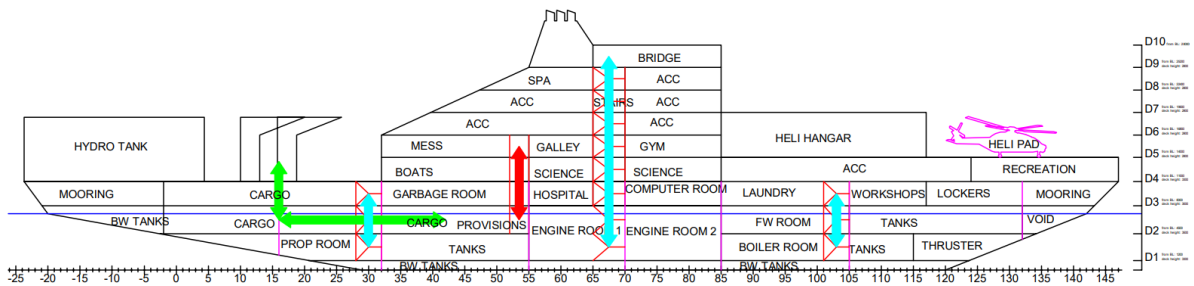 D10
BRIDGE
D9
SPA ACC
D8
ACC STAIRS ACC
D7
ACC ACC
D6
HYDRO TANK MESS GALLEY GYM HELI HANGAR HELI PAD
D5
BOATS SCIENCE SCIENCE ACC RECREATION
D4
MOORING CARGO GARBAGE ROOM HOSPITAL COMPUTER ROOM LAUNDRY WORKSHOPS LOCKERS MOORING
D3
BW TANKS CARGO CARGO PROVISIONS ENGINE ROOM 1 ENGINE ROOM 2 FW ROOM TANKS VOID
D2
PROP ROOM TANKS BOILER ROOM TANKS THRUSTER
D1
BW TANKS BW TANKS
-25 -20 -15 -10 -5 0 5 10 15 20 25 30 35 40 45 50 55 60 65 70 75 80 85 90 95 100 105 110 115 120 125 130 135 140 145